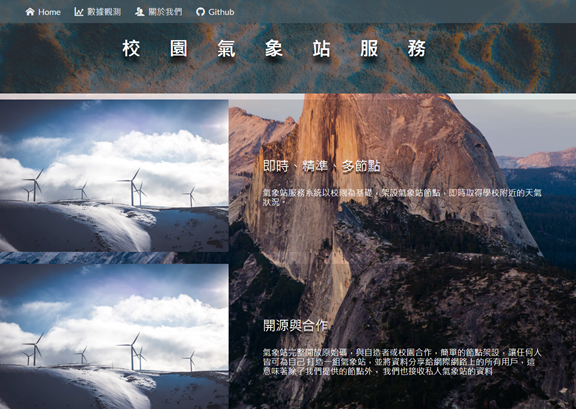 Home 數據觀測 關於我們 Github
校園氣象站服務
即時、精準、多節點
氣象站服務系統以校園為基礎，架設氣象站節點，即時取得學校附近的天氣
狀況。
開源與合作
氣象站完整開放原始碼，與自造者或校園合作，簡單的節點架設，讓任何人
皆可為自己打造一組氣象站，並將資料分享給網際網路上的所有用戶，這
意味著除了我們提供的節點外，我們也接收私人氣象站的資料